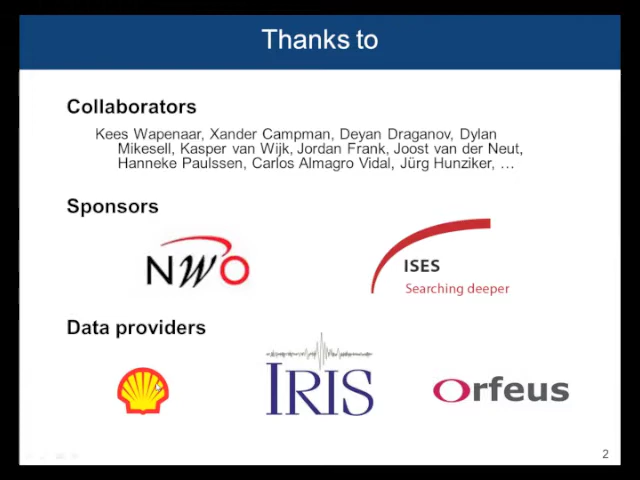 Thanks to
Collaborators
Kees Wapenaar, Xander Campman, Deyan Draganov, Dylan
Mikesell, Kasper van Wijk, Jordan Frank, Joost van der Neut,
Hanneke Paulssen, Carlos Almagro Vidal, Jürg Hunziker, …
Sponsors
NWO
ISES
Searching deeper
Data providers
IRIS
Orfeus
2